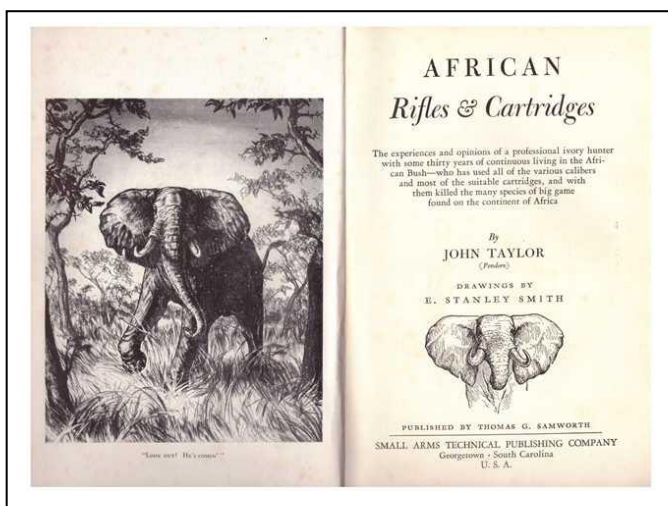 "LOOK OUT! HE'S COMIN' "
AFRICAN
Rifles & Cartridges
The experiences and opinions of a professional ivory hunter
with some thirty years of continuous living in the Afri-
can Bush—who has used all of the various calibers
and most of the suitable cartridges, and with
them killed the many species of big game
found on the continent of Africa
By
JOHN TAYLOR
(Pondoro)
DRAWINGS BY
E. STANLEY SMITH
PUBLISHED BY THOMAS G. SAMWORTH
SMALL ARMS TECHNICAL PUBLISHING COMPANY
Georgetown · South Carolina
U. S. A.